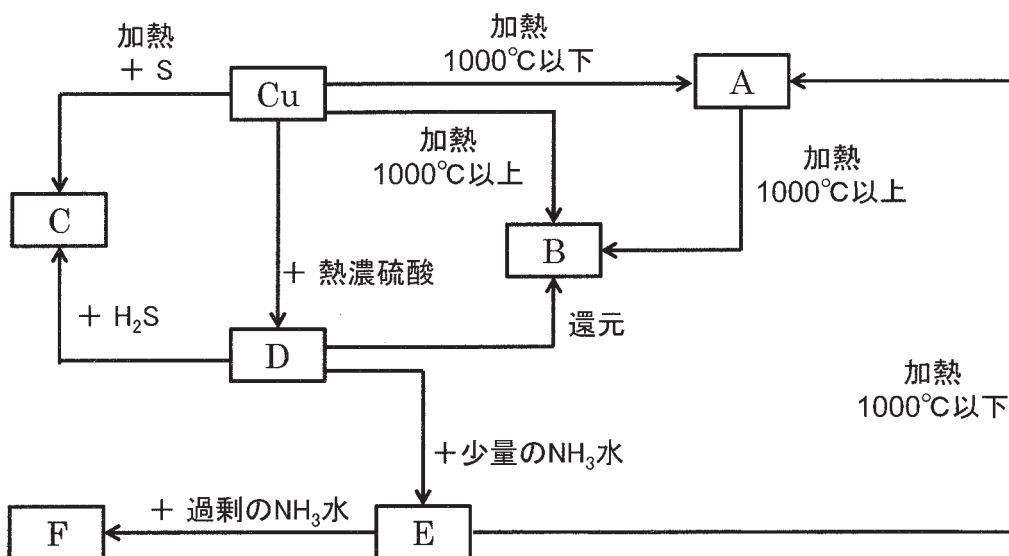 加熱
＋ S
Cu
加熱
1000℃以下
A
加熱
1000℃以上
加熱
1000℃以上
C
B
＋ 熱濃硫酸
＋ H₂S
還元
D
加熱
1000℃以下
＋少量のNH₃水
＋ 過剰のNH₃水
F
E